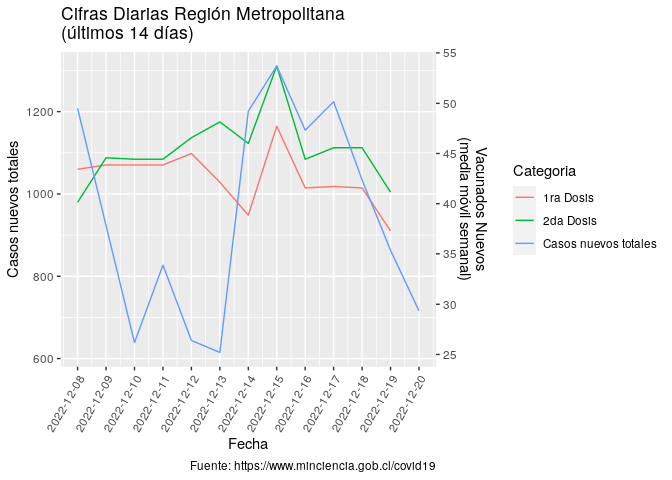 Cifras Diarias Región Metropolitana
(últimos 14 días)
Casos nuevos totales
1200
1000
800
600
55
50
45
40
35
30
25
Vacunados Nuevos
(media móvil semanal)
2022-12-08
2022-12-09
2022-12-10
2022-12-11
2022-12-12
2022-12-13
2022-12-14
2022-12-15
2022-12-16
2022-12-17
2022-12-18
2022-12-19
2022-12-20
Fecha
Categoria
1ra Dosis
2da Dosis
Casos nuevos totales
Fuente: https://www.minciencia.gob.cl/covid19